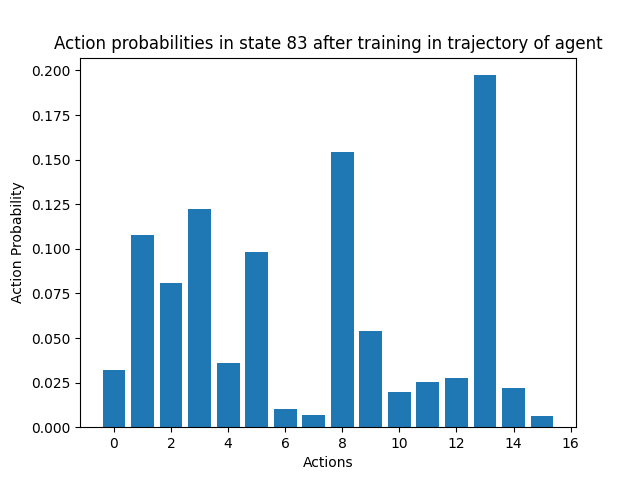 Action probabilities in state 83 after training in trajectory of agent
0.200
0.175
0.150
0.125
0.100
0.075
0.050
0.025
0.000
Action Probability
0 2 4 6 8 10 12 14 16
Actions